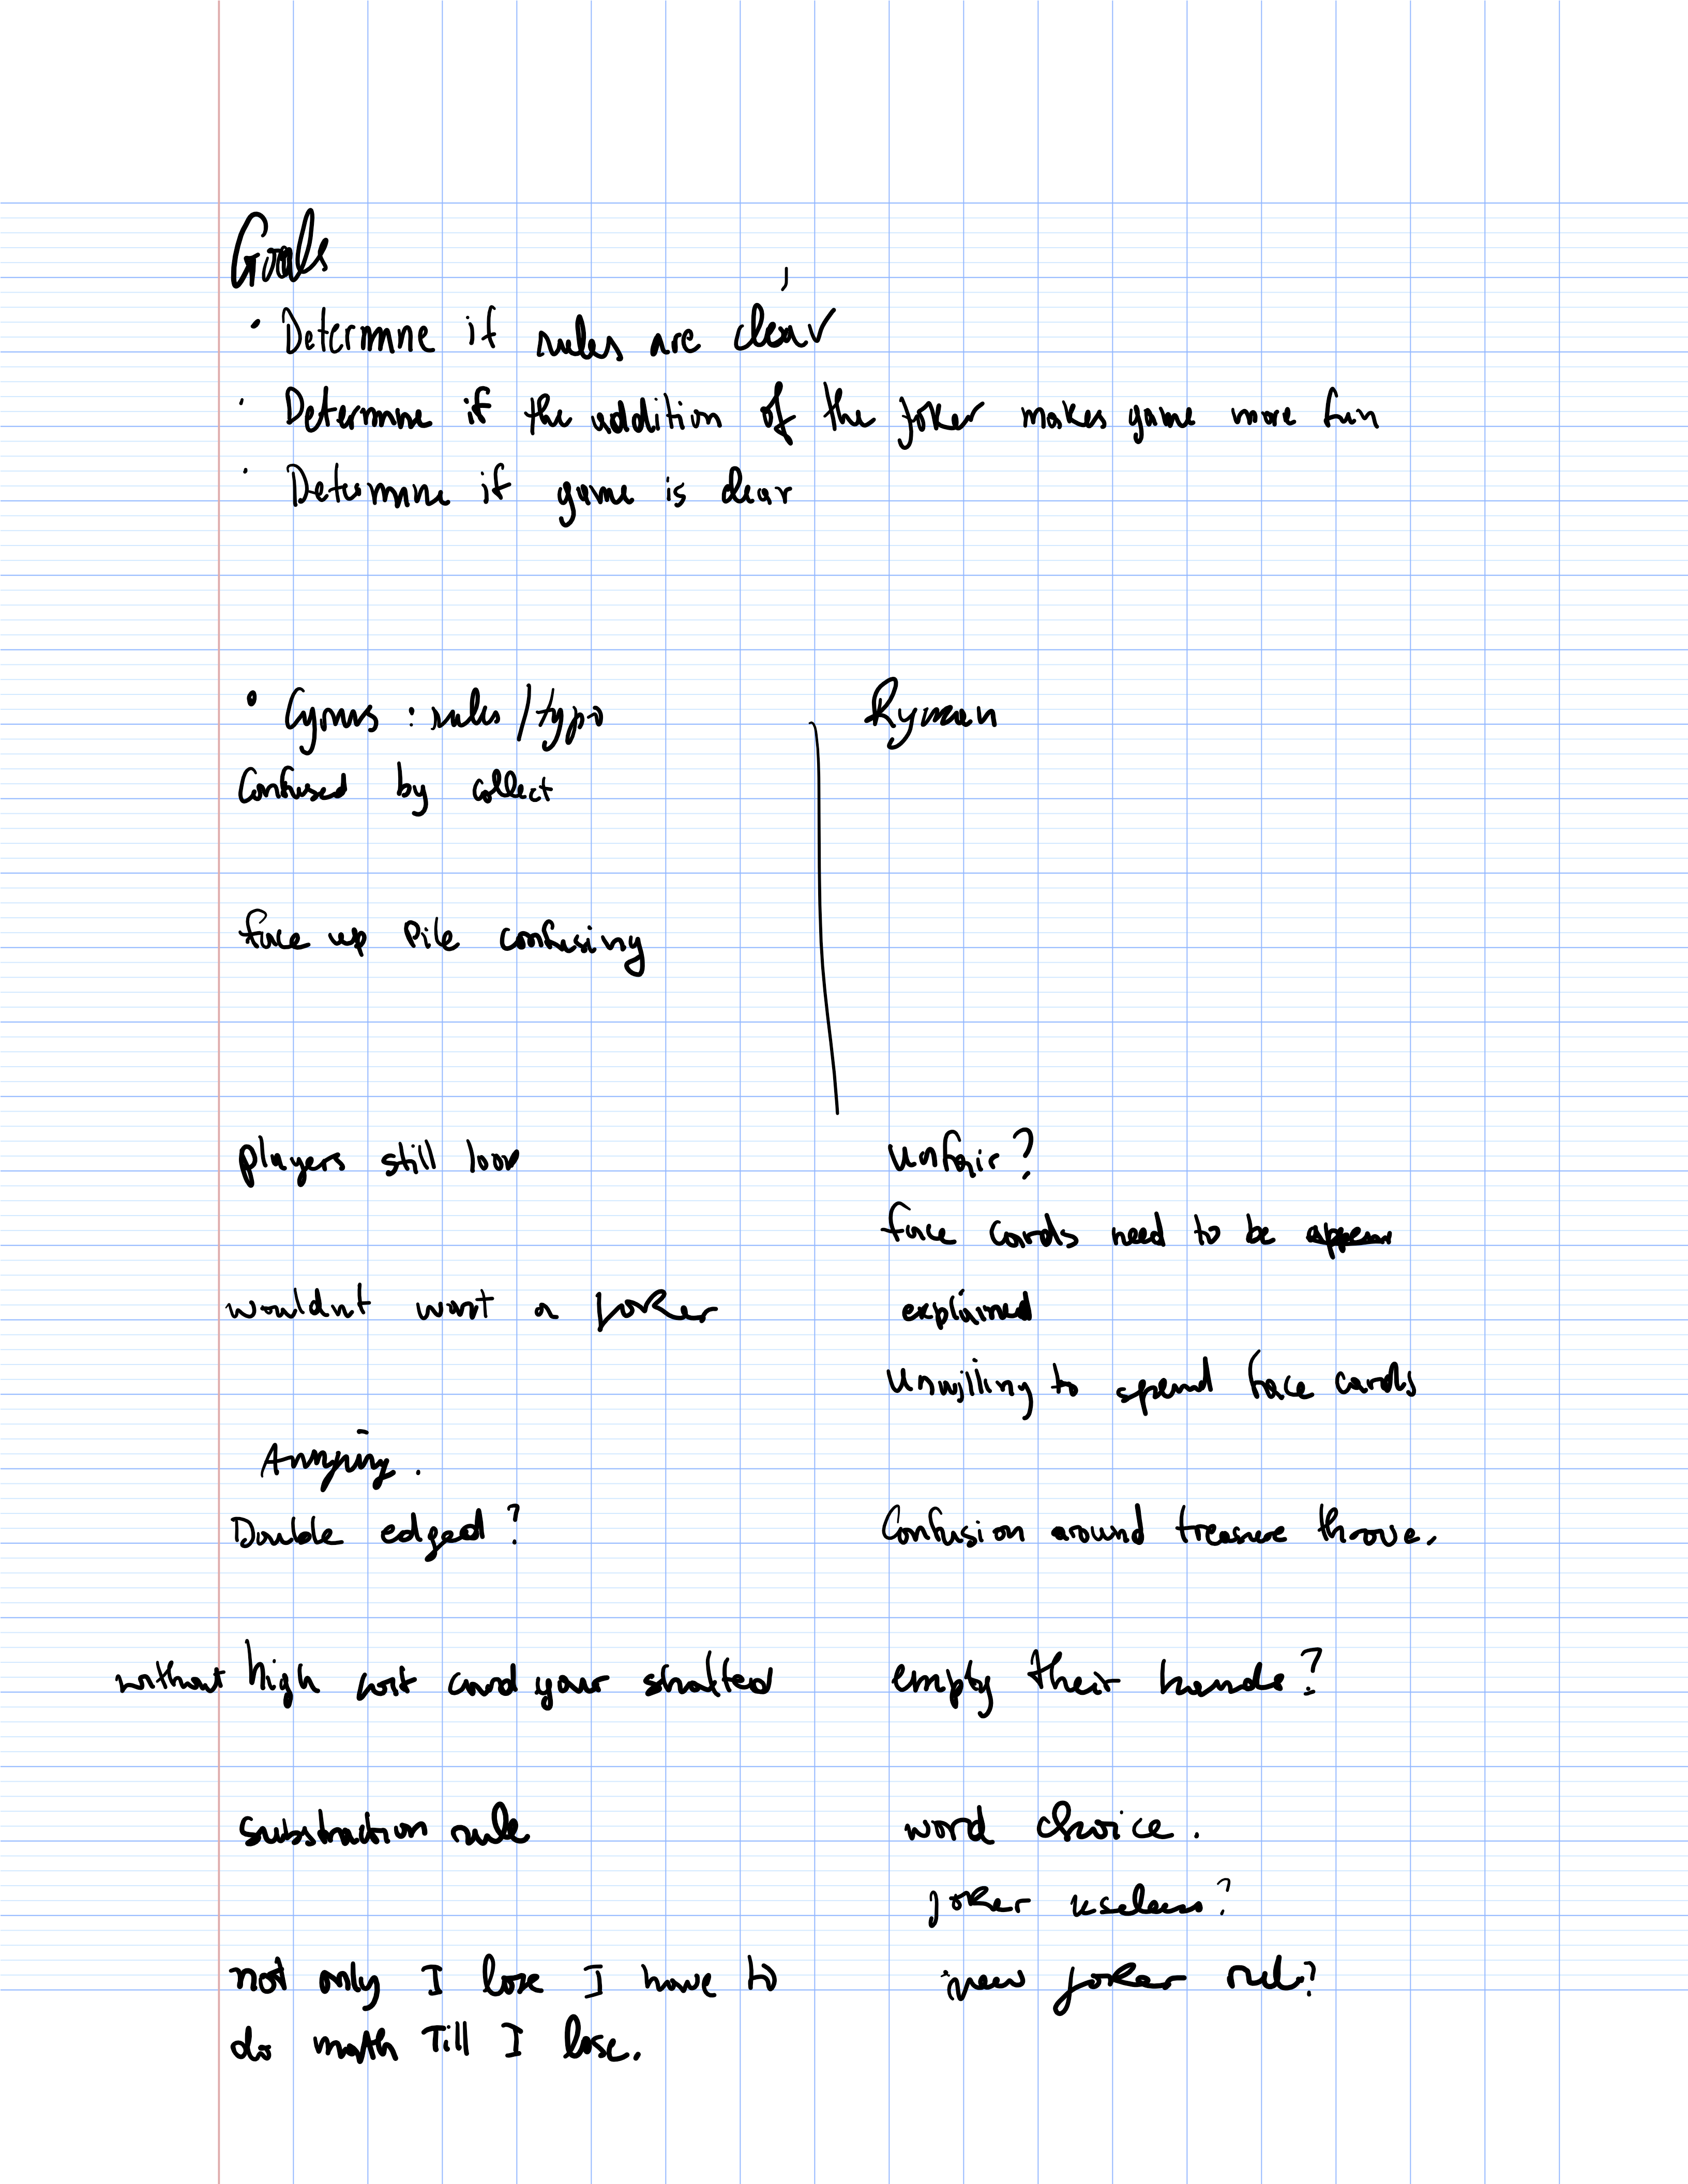 Goals
· Determine if rules are clear
· Determine if the addition of the joker makes game more fun
· Determine if game is clear
• Cyrus : rules / typo
Confused by collect
face up Pile confusing
players still
wouldnt want a joker
Annoying.
Double edged ?
without high cost card your shafted
substraction rule
not only I lose I have to
do math Till I lose.
Ryman
Unfair ?
face cards need to be
explained
Unwilling to spend face cards
Confusion around treasure throve.
empty their hands ?
word choice .
joker useless ?
new joker rule ?